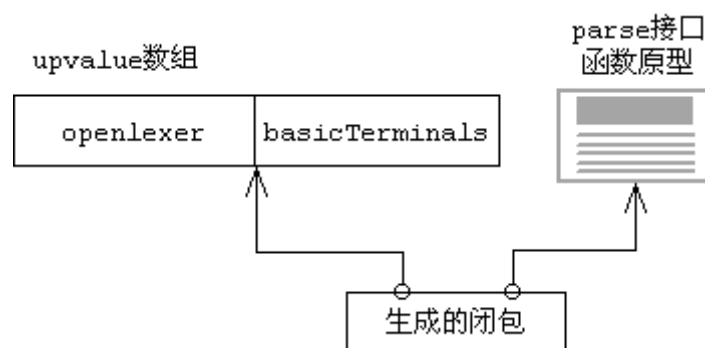 parse接口
函数原型
upvalue数组
openlexer
basicTerminals
生成的闭包